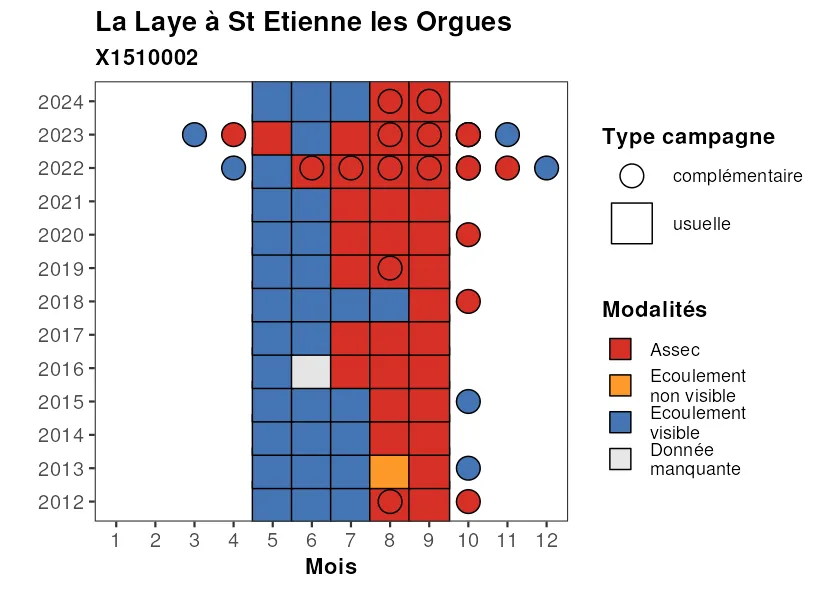 La Laye à St Etienne les Orgues
X1510002
2024
2023
2022
2021
2020
2019
2018
2017
2016
2015
2014
2013
2012
1 2 3 4 5 6 7 8 9 10 11 12
Mois
Type campagne
complémentaire
usuelle
Modalités
Assec
Ecoulement
non visible
Ecoulement
visible
Donnée
manquante